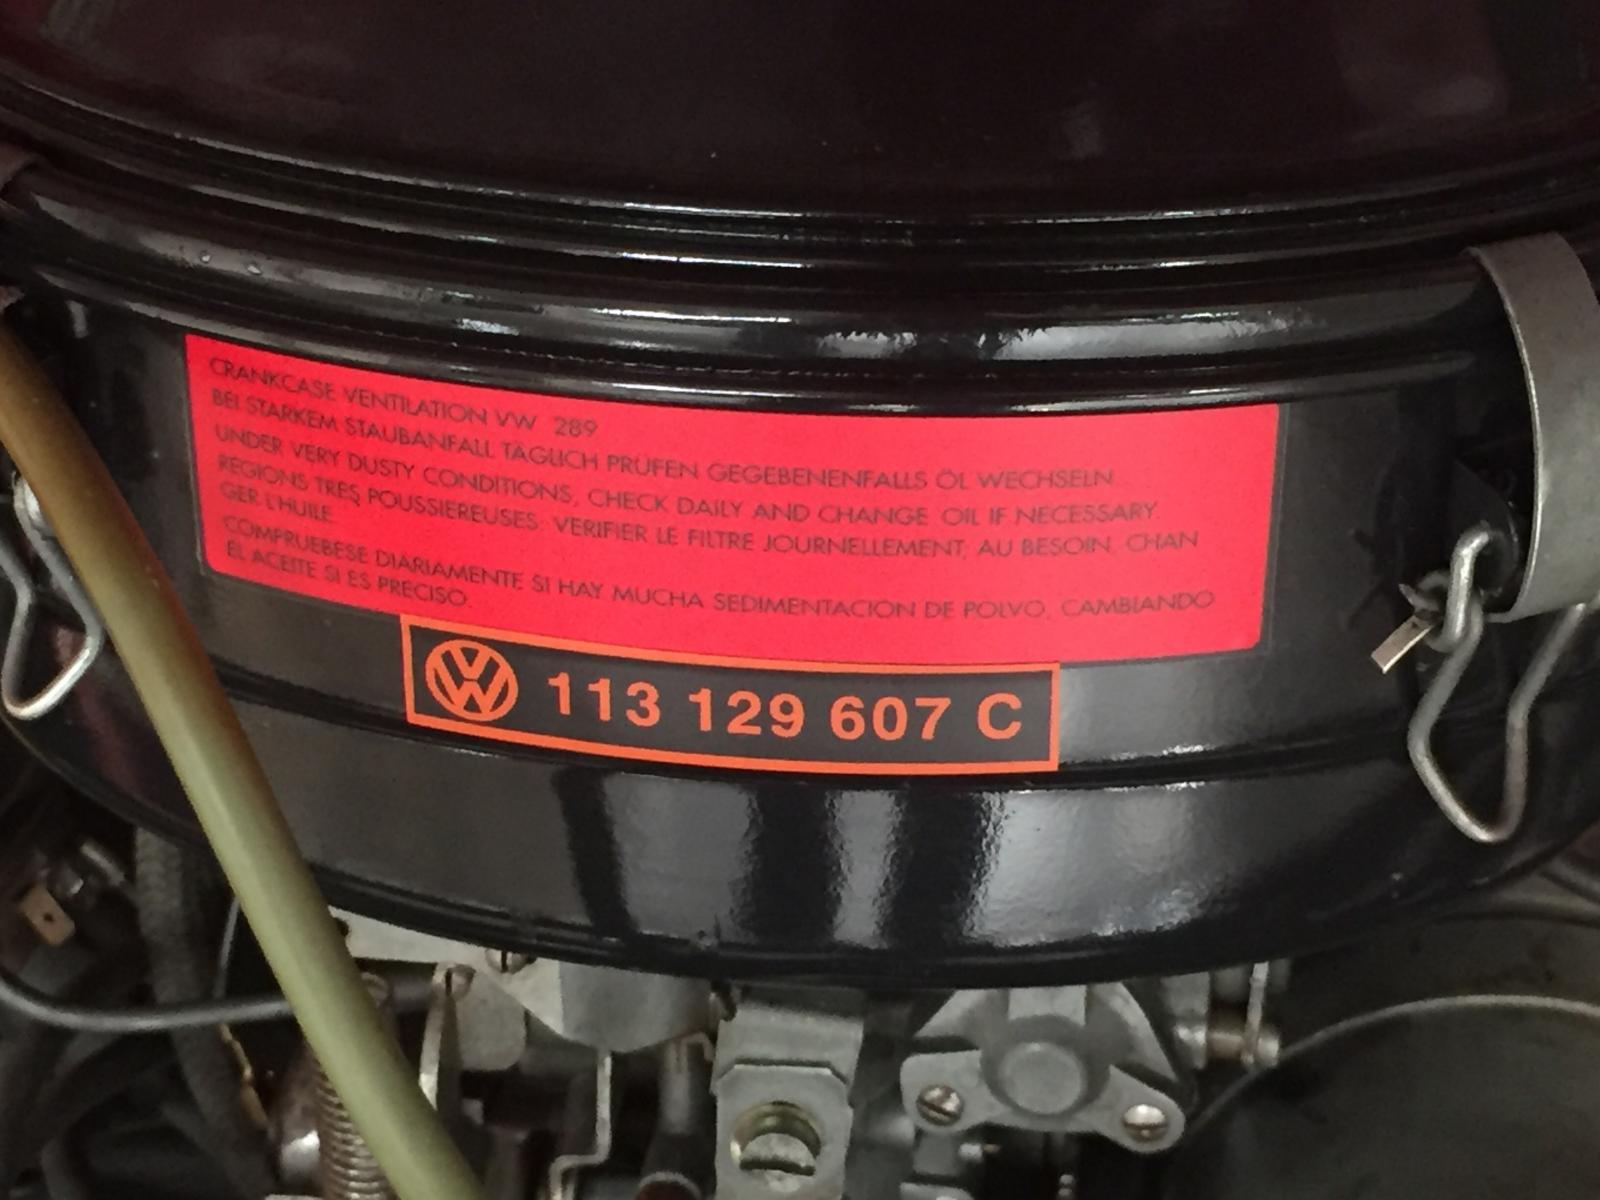 CRANKCASE VENTILATION VW 289
BEI STARKEM STAUBANFALL TÄGLICH PRÜFEN GEGEBENENFALLS ÖL WECHSELN
UNDER VERY DUSTY CONDITIONS, CHECK DAILY AND CHANGE OIL IF NECESSARY.
REGIONS TRES POUSSIEREUSES: VERIFIER LE FILTRE JOURNELLEMENT, AU BESOIN, CHAN
GER L'HUILE
COMPRUEBESE DIARIAMENTE SI HAY MUCHA SEDIMENTACION DE POLVO, CAMBIANDO
EL ACEITE SI ES PRECISO.
VW 113 129 607 C